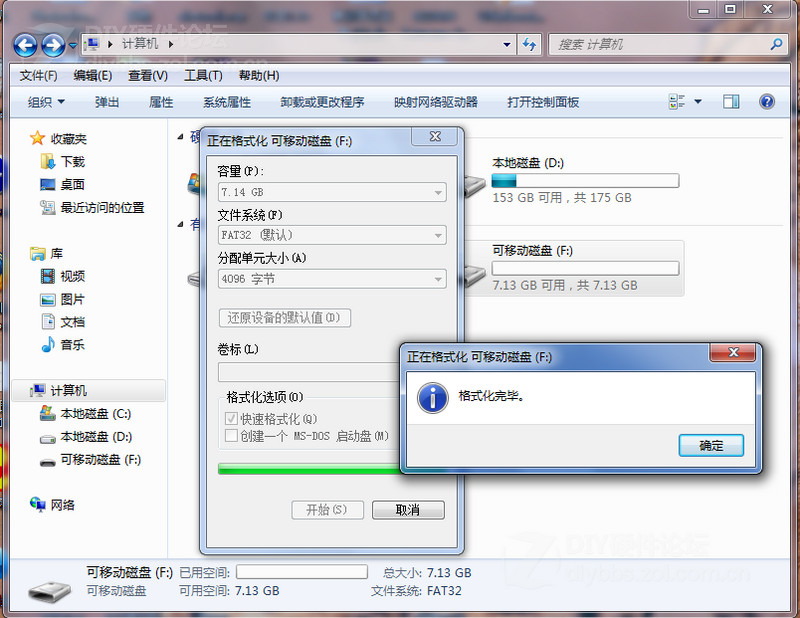 计算机
搜索 计算机
文件(F) 编辑(E) 查看(V) 工具(T) 帮助(H)
组织 弹出 属性 系统属性 卸载或更改程序 映射网络驱动器 打开控制面板
收藏夹
下载
桌面
最近访问的位置
库
视频
图片
文档
音乐
计算机
本地磁盘 (C:)
本地磁盘 (D:)
可移动磁盘 (F:)
网络
硬
有
正在格式化 可移动磁盘 (F:)
容量(P):
7.14 GB
文件系统(F)
FAT32 (默认)
分配单元大小(A)
4096 字节
还原设备的默认值(D)
卷标(L)
格式化选项(O)
快速格式化(Q)
创建一个 MS-DOS 启动盘(M)
开始(S) 取消
本地磁盘 (D:)
153 GB 可用，共 175 GB
可移动磁盘 (F:)
7.13 GB 可用，共 7.13 GB
正在格式化 可移动磁盘 (F:)
格式化完毕。
确定
可移动磁盘 (F:) 已用空间: 总大小: 7.13 GB
可移动磁盘 可用空间: 7.13 GB 文件系统: FAT32
DIY硬件论坛